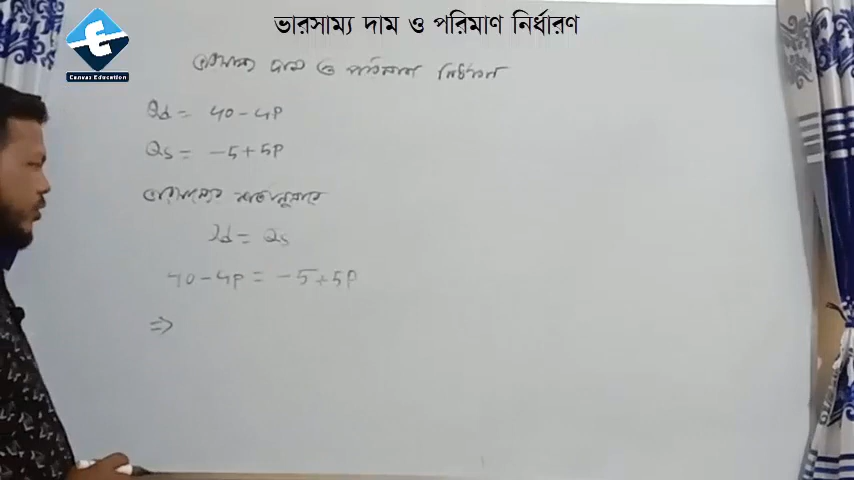 ভারসাম্য দাম ও পরিমাণ নির্ধারণ
Canvas Education
ভারসাম্য দাম ও পরিমাণ নির্ধারণ
Qd = 40 - 4P
Qs = -5 + 5P
ভারসাম্যের শর্তানুসারে
Qd = Qs
40 - 4P = -5 + 5P
⇒